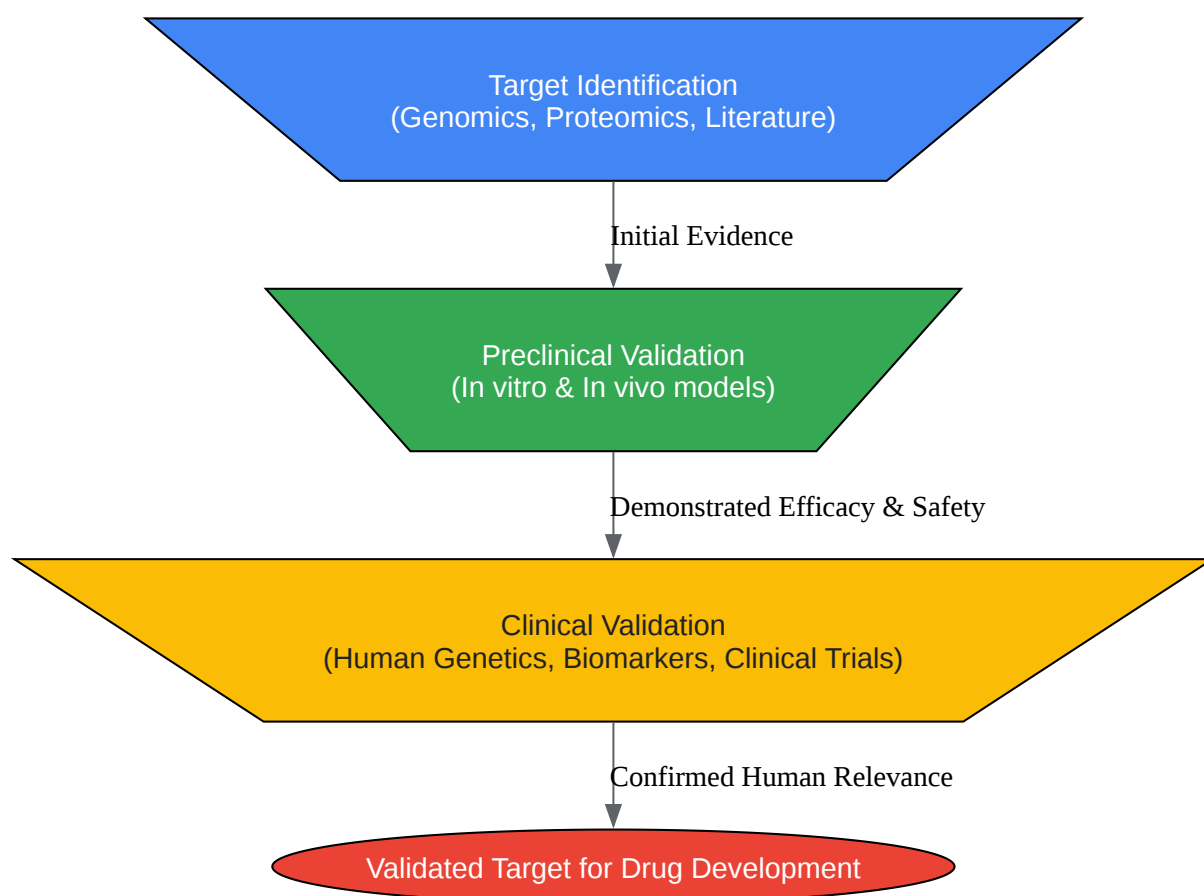 Target Identification
(Genomics, Proteomics, Literature)
Initial Evidence
Preclinical Validation
(In vitro & In vivo models)
Demonstrated Efficacy & Safety
Clinical Validation
(Human Genetics, Biomarkers, Clinical Trials)
Confirmed Human Relevance
Validated Target for Drug Development